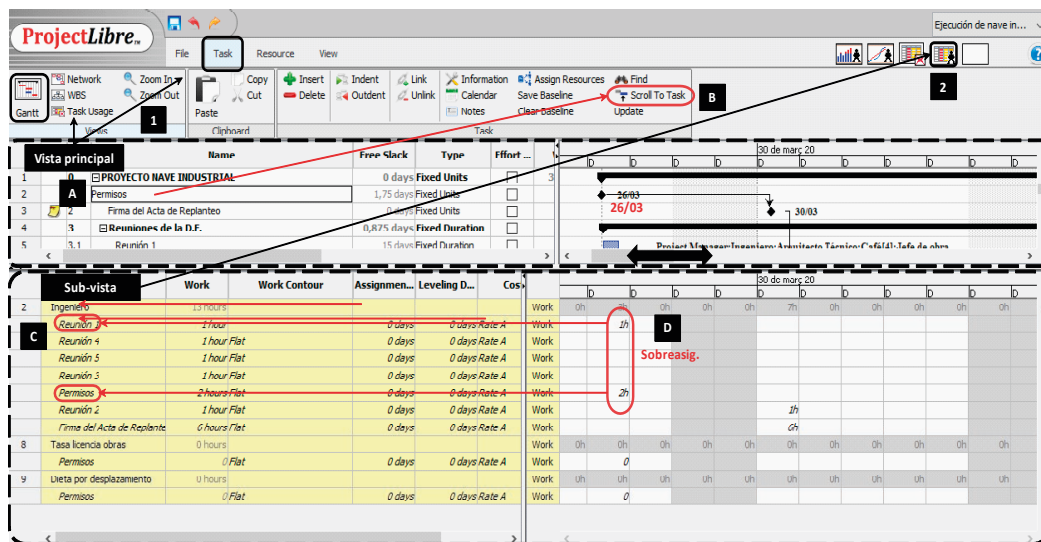 Ejecución de nave in...
ProjectLibre™
File Task Resource View
Network Zoom In Copy Insert Indent Link Information Assign Resources Find
WBS Zoom Out Cut Delete Outdent Unlink Calendar Save Baseline Scroll To Task B 2
Gantt Task Usage 1 Paste Notes Clear Baseline Update
Views Clipboard Task
Vista principal Name Free Slack Type Effort ... 30 de març 20
D D D D D D D D D D D
1 0 PROYECTO NAVE INDUSTRIAL 0 days Fixed Units 3
2 A Permisos 1,75 days Fixed Units 26/03
26/03
3 2 Firma del Acta de Replanteo 0 days Fixed Units 30/03
4 3 Reuniones de la D.F. 0,875 days Fixed Duration
5 3.1 Reunión 1 15 days Fixed Duration Project Manager;Ingeniero;Arquitecto Técnico;Café[4];Jefe de obra
Sub-vista Work Work Contour Assignmen... Leveling D... Cos 30 de març 20
D D D D D D D D D D D
2 Ingeniero 13 hours Work 0h 3h 0h 0h 0h 7h 0h 0h 0h 0h 0h
C Reunión 1 1 hour 0 days 0 days Rate A Work 1h D
Reunión 4 1 hour Flat 0 days 0 days Rate A Work
Sobreasig.
Reunión 5 1 hour Flat 0 days 0 days Rate A Work
Reunión 3 1 hour Flat 0 days 0 days Rate A Work
Permisos 2 hours Flat 0 days 0 days Rate A Work 2h
Reunión 2 1 hour Flat 0 days 0 days Rate A Work 1h
Firma del Acta de Replante 6 hours Flat 0 days 0 days Rate A Work 6h
8 Tasa licencia obras 0 hours Work 0h 0h 0h 0h 0h 0h 0h 0h 0h 0h 0h
Permisos 0 Flat 0 days 0 days Rate A Work 0
9 Dieta por desplazamiento 0 hours Work 0h 0h 0h 0h 0h 0h 0h 0h 0h 0h 0h
Permisos 0 Flat 0 days 0 days Rate A Work 0